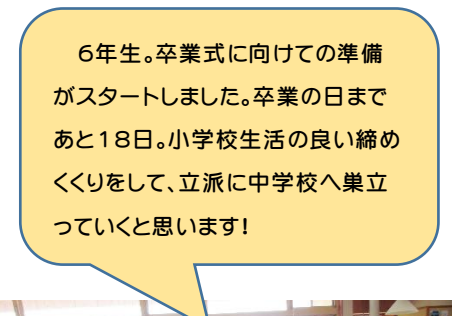 ６年生。卒業式に向けての準備
がスタートしました。卒業の日まで
あと１８日。小学校生活の良い締め
くくりをして、立派に中学校へ巣立
っていくと思います！